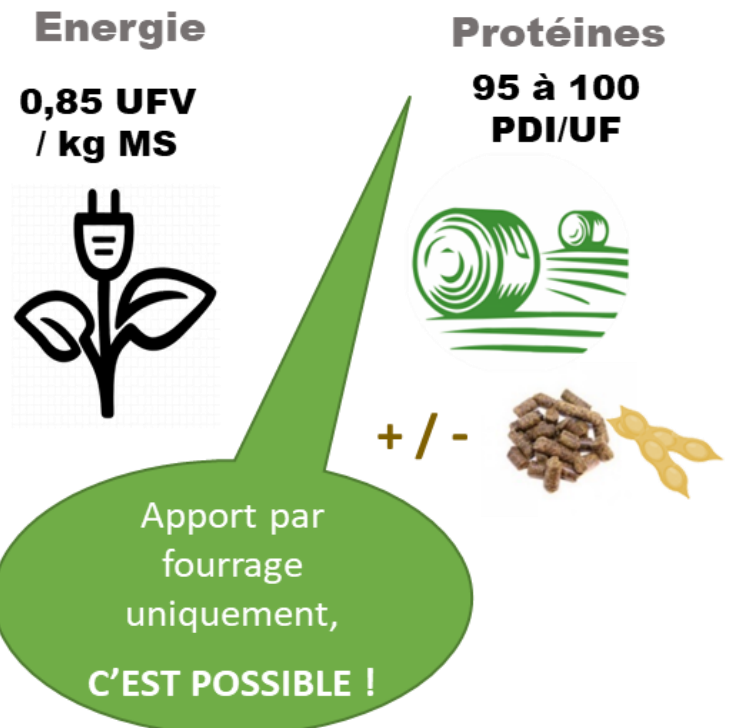 Energie
0,85 UFV
/ kg MS
Protéines
95 à 100
PDI/UF
+ / -
Apport par
fourrage
uniquement,
C’EST POSSIBLE !